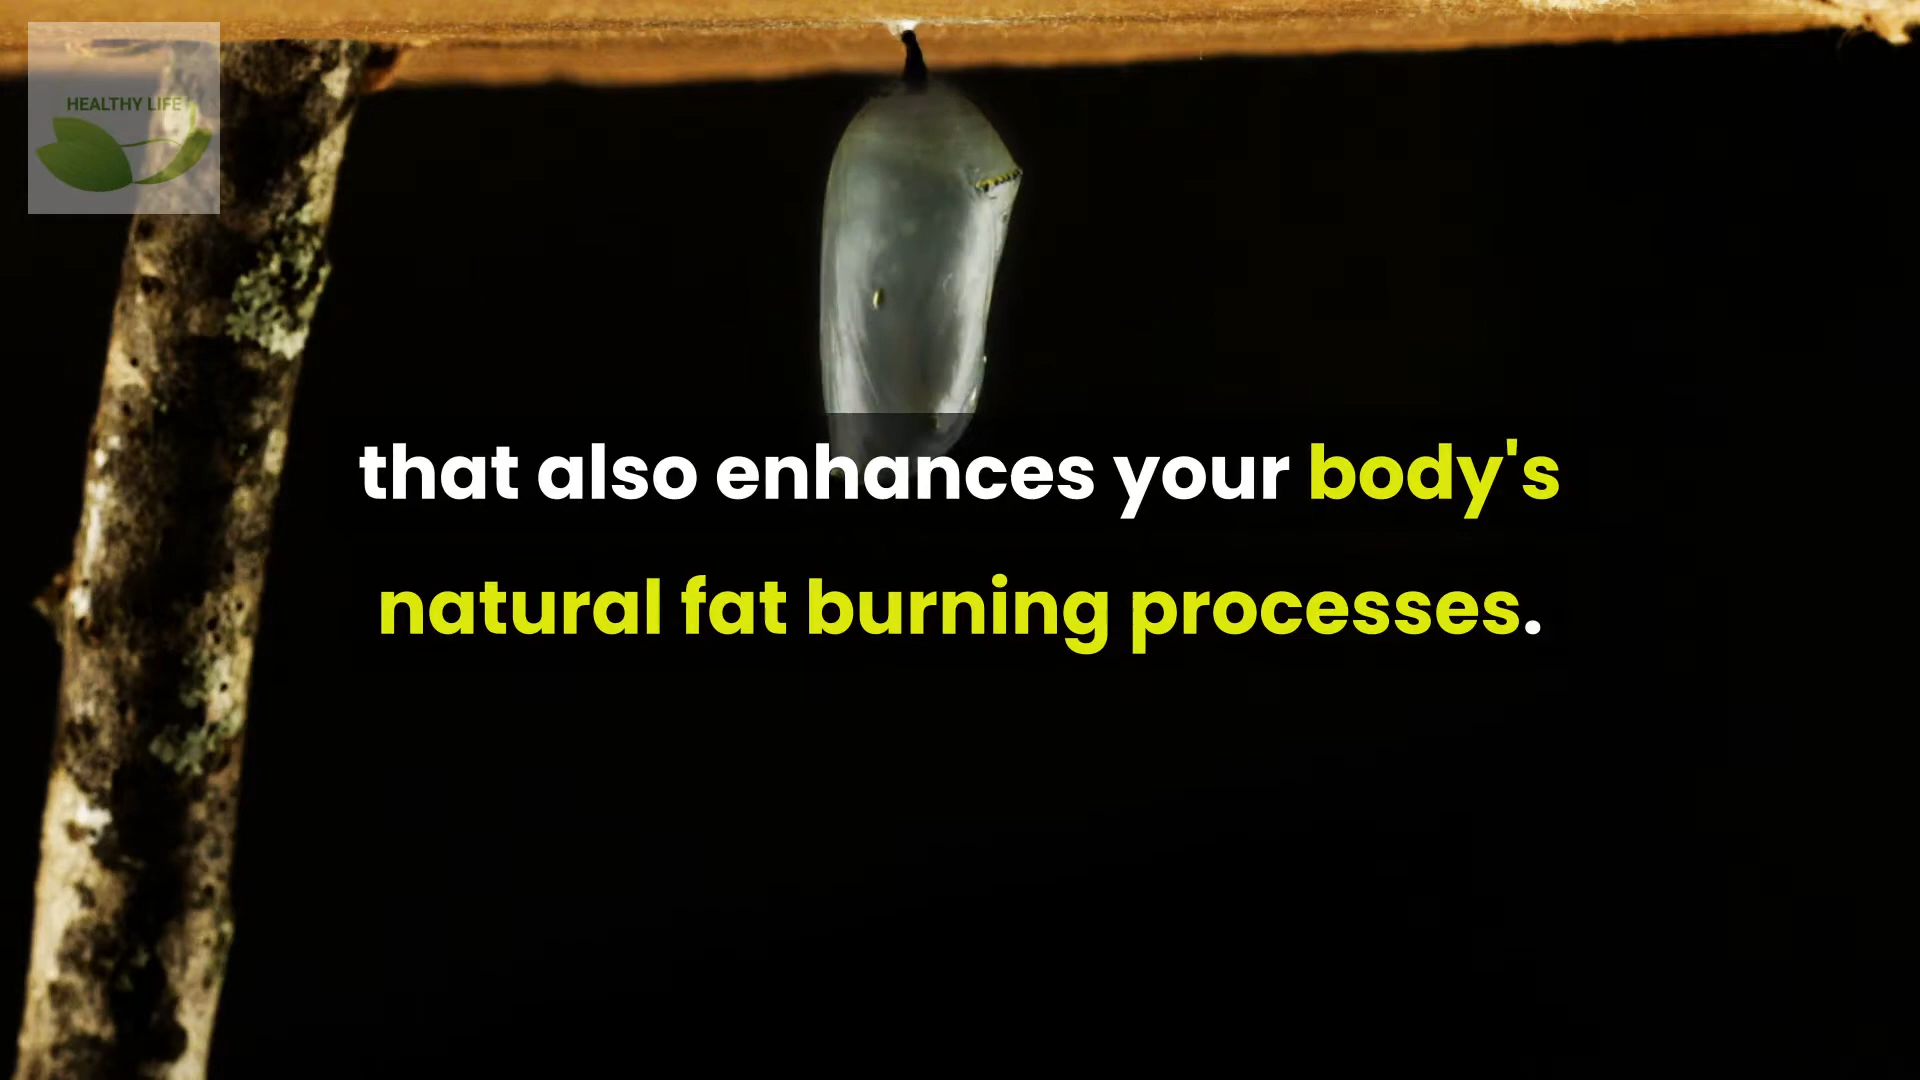 HEALTHY LIFE
that also enhances your body's
natural fat burning processes.